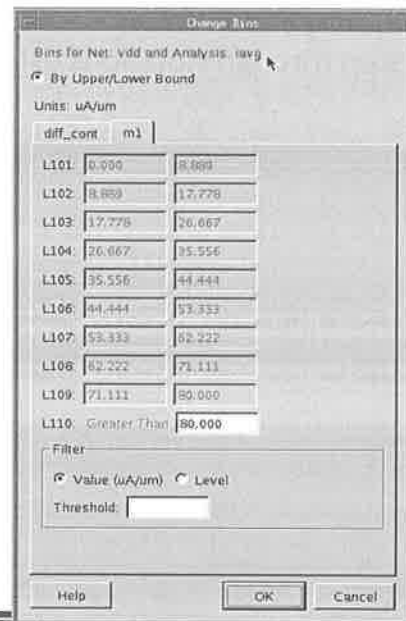 Change Bins
Bins for Net: vdd and Analysis: iavg
By Upper/Lower Bound
Units: uA/um
diff_cont m1
L101: 0.000 8.889
L102: 8.889 17.778
L103: 17.778 26.667
L104: 26.667 35.556
L105: 35.556 44.444
L106: 44.444 53.333
L107: 53.333 62.222
L108: 62.222 71.111
L109: 71.111 80.000
L110: Greater Than 80.000
Filter
Value (uA/um) Level
Threshold:
Help OK Cancel